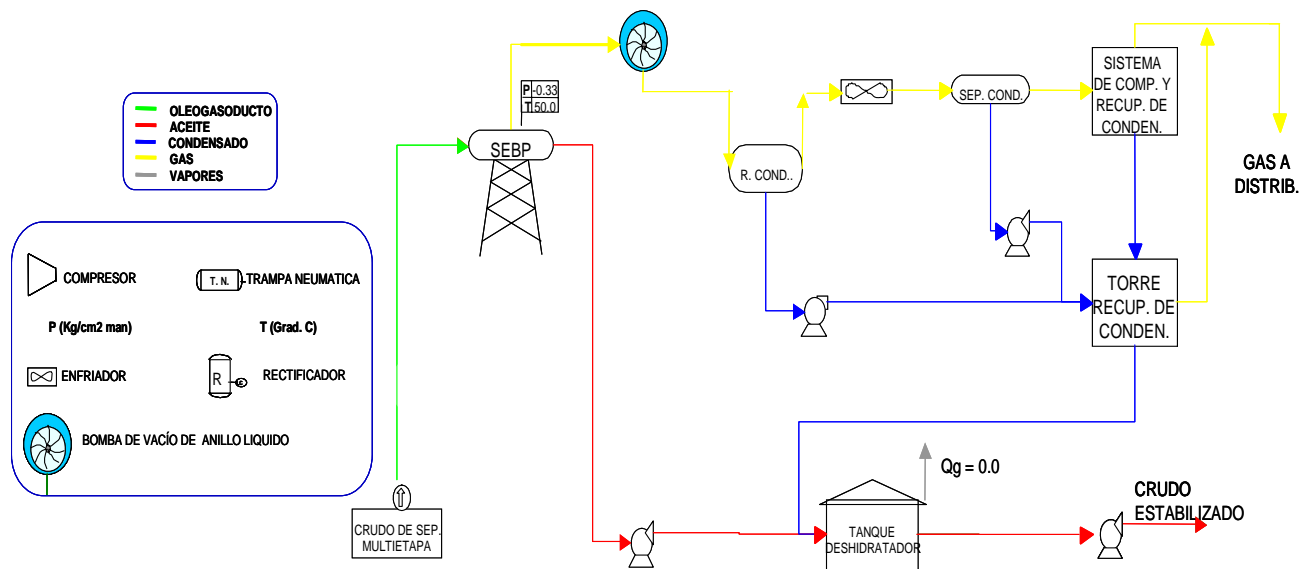 OLEOGASODUCTO
ACEITE
CONDENSADO
GAS
VAPORES
COMPRESOR
T. N.
TRAMPA NEUMATICA
P (Kg/cm2 man)
T (Grad. C)
ENFRIADOR
R
RECTIFICADOR
BOMBA DE VACÍO DE ANILLO LIQUIDO
P -0.33
T 50.0
SEBP
CRUDO DE SEP.
MULTIETAPA
R. COND..
SEP. COND.
SISTEMA
DE COMP. Y
RECUP. DE
CONDEN.
GAS A
DISTRIB.
TORRE
RECUP. DE
CONDEN.
Qg = 0.0
TANQUE
DESHIDRATADOR
CRUDO
ESTABILIZADO